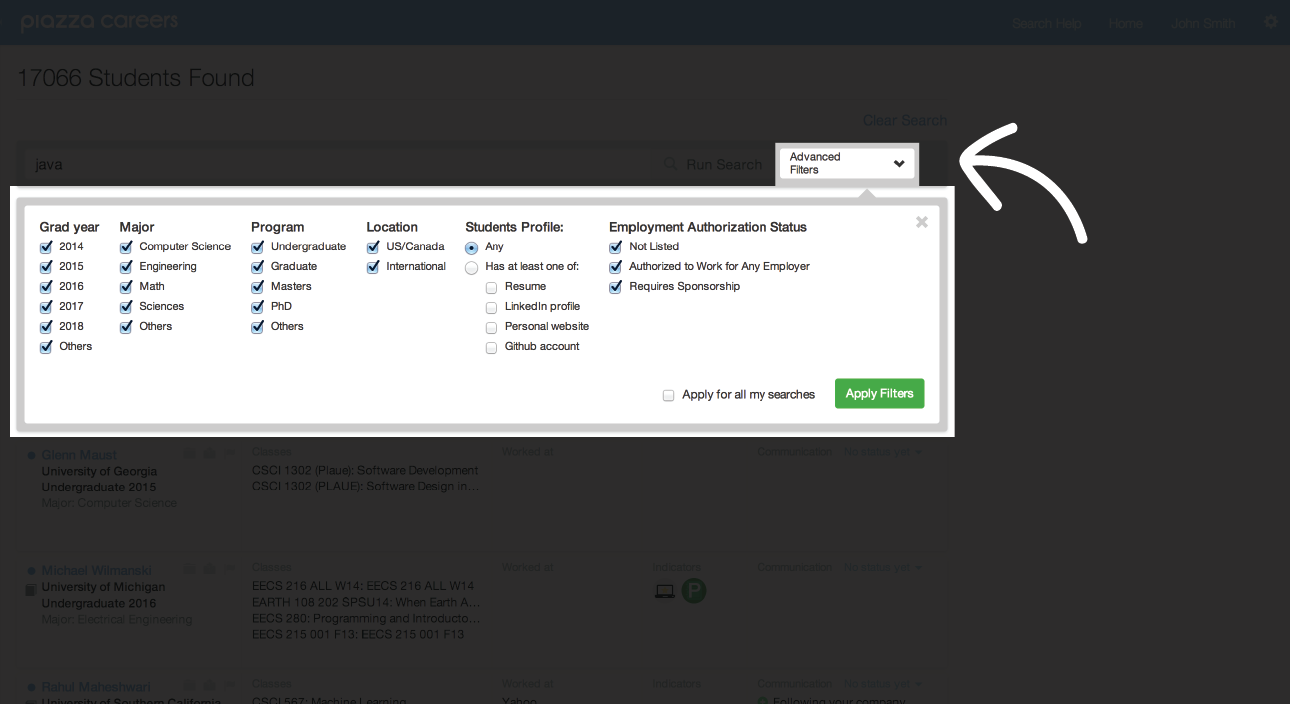 piazza careers
Search Help Home John Smith
17066 Students Found
Clear Search
java
Run Search
Advanced
Filters
Grad year
2014
2015
2016
2017
2018
Others
Major
Computer Science
Engineering
Math
Sciences
Others
Program
Undergraduate
Graduate
Masters
PhD
Others
Location
US/Canada
International
Students Profile:
Any
Has at least one of:
Resume
LinkedIn profile
Personal website
Github account
Employment Authorization Status
Not Listed
Authorized to Work for Any Employer
Requires Sponsorship
Apply for all my searches
Apply Filters
Glenn Maust
University of Georgia
Undergraduate 2015
Major: Computer Science
Classes
CSCI 1302 (Plaue): Software Development
CSCI 1302 (PLAUE): Software Design in…
Worked at
Communication: No status yet
Michael Wilmanski
University of Michigan
Undergraduate 2016
Major: Electrical Engineering
Classes
EECS 216 ALL W14: EECS 216 ALL W14
EARTH 108 202 SPSU14: When Earth A…
EECS 280: Programming and Introducto…
EECS 215 001 F13: EECS 215 001 F13
Worked at
Indicators
P
Communication: No status yet
Rahul Maheshwari
University of Southern California
Classes
CSCI 567: Machine Learning
Worked at
Yahoo
Indicators
Communication: No status yet
Following your company